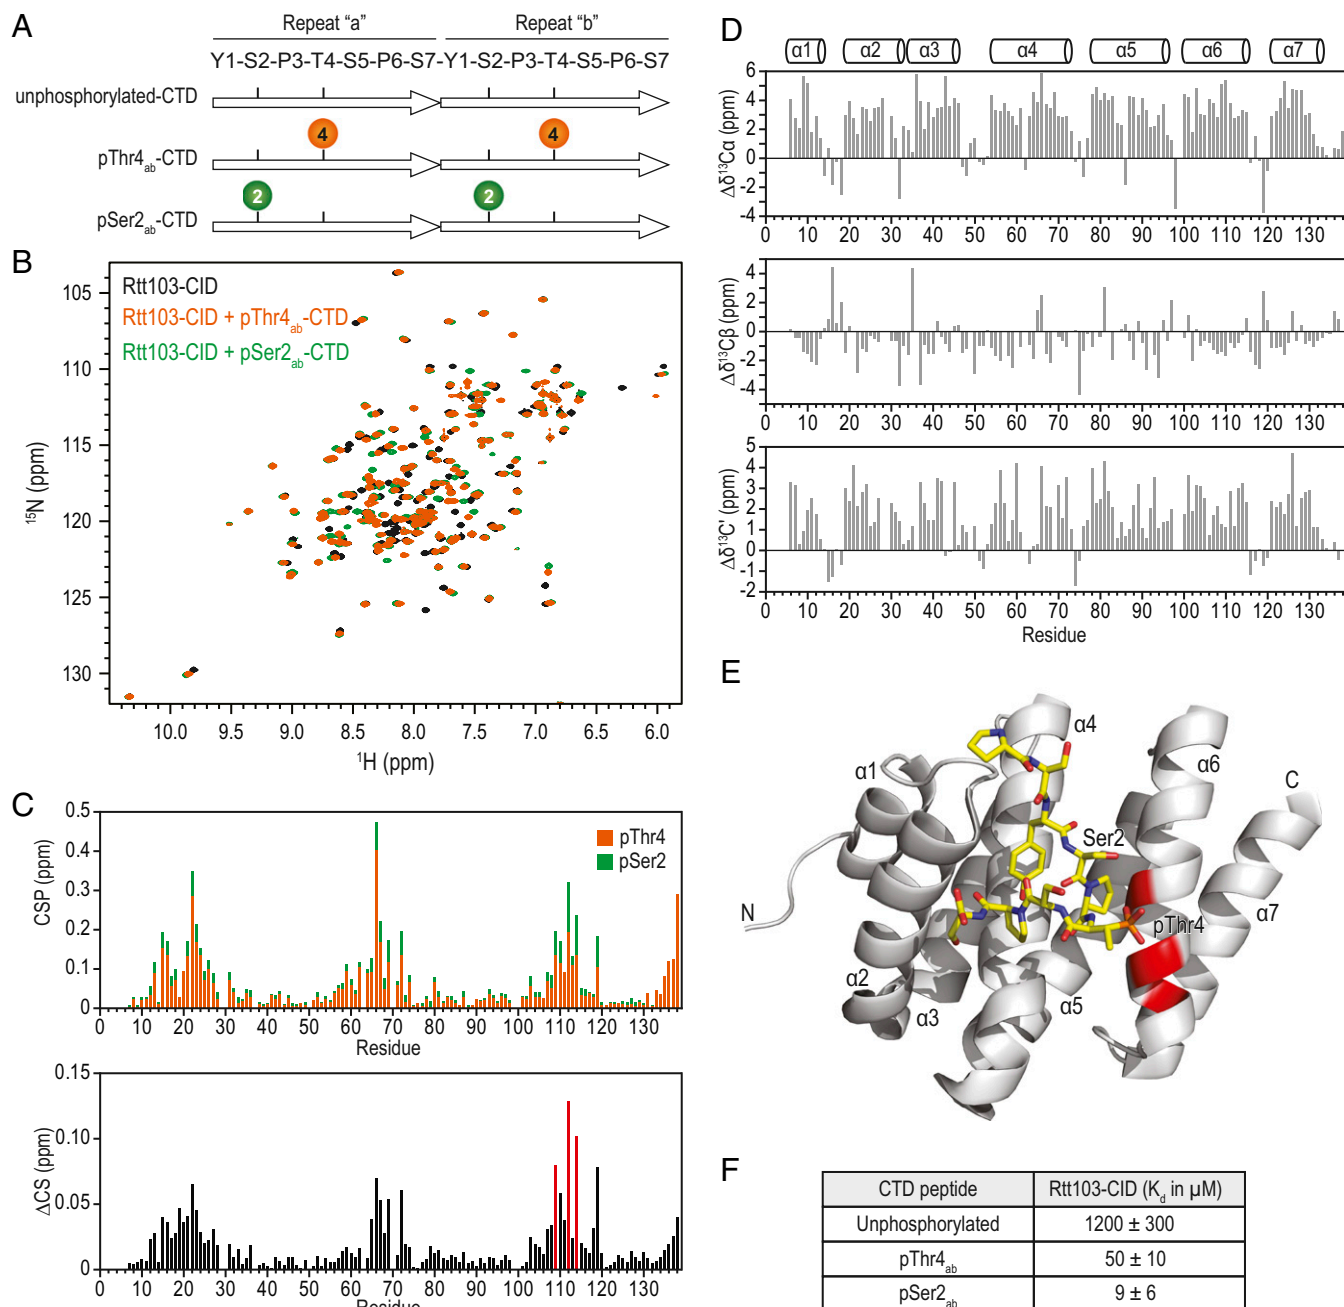 A
Repeat "a" Repeat "b"
Y1-S2-P3-T4-S5-P6-S7-Y1-S2-P3-T4-S5-P6-S7
unphosphorylated-CTD
4 4
pThr4ab-CTD
2 2
pSer2ab-CTD
B
Rtt103-CID
Rtt103-CID + pThr4ab-CTD
Rtt103-CID + pSer2ab-CTD
105
110
115
120
125
130
15N (ppm)
10.0 9.5 9.0 8.5 8.0 7.5 7.0 6.5 6.0
1H (ppm)
C
0.5
0.4
0.3
0.2
0.1
0
CSP (ppm)
pThr4
pSer2
0 10 20 30 40 50 60 70 80 90 100 110 120 130
Residue
0.15
0.10
0.05
0
ΔCS (ppm)
0 10 20 30 40 50 60 70 80 90 100 110 120 130
Residue
D
α1 α2 α3 α4 α5 α6 α7
6
4
2
0
-2
-4
Δδ13Cα (ppm)
0 10 20 30 40 50 60 70 80 90 100 110 120 130
4
2
0
-2
-4
Δδ13Cβ (ppm)
0 10 20 30 40 50 60 70 80 90 100 110 120 130
5
4
3
2
1
0
-1
-2
Δδ13C' (ppm)
0 10 20 30 40 50 60 70 80 90 100 110 120 130
Residue
E
α4
α1
α6
C
Ser2
N
pThr4
α7
α2
α3
α5
F
CTD peptide Rtt103-CID (Kd in µM)
Unphosphorylated 1200 ± 300
pThr4ab 50 ± 10
pSer2ab 9 ± 6